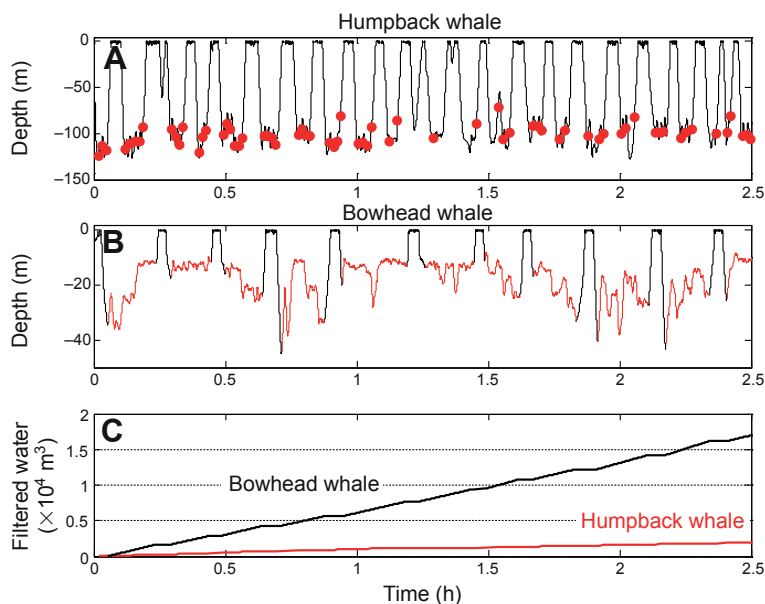 Humpback whale
A
Depth (m)
0
–50
–100
–150
0 0.5 1 1.5 2 2.5
Bowhead whale
B
Depth (m)
0
–20
–40
0 0.5 1 1.5 2 2.5
C
Filtered water
(×10⁴ m³)
2
1.5
1
0.5
0
Bowhead whale
Humpback whale
0 0.5 1 1.5 2 2.5
Time (h)